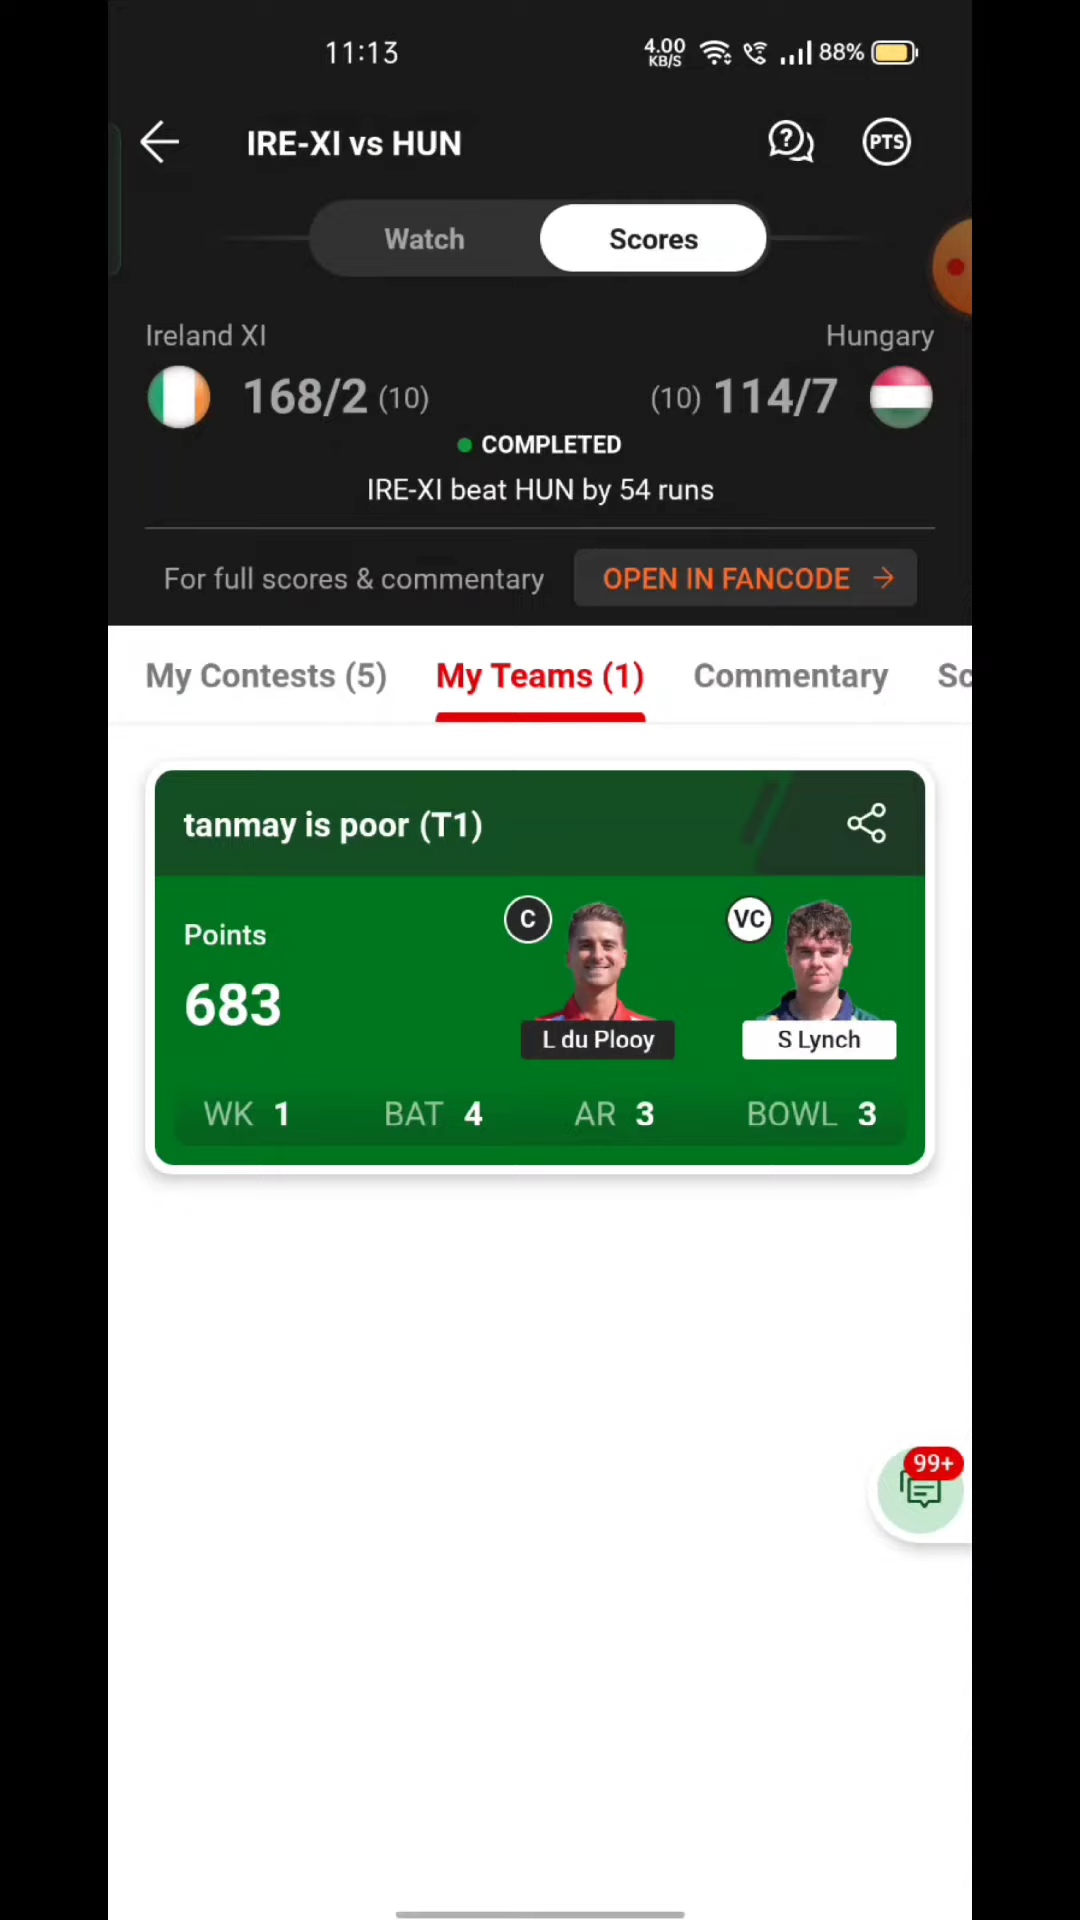 11:13
4.00 KB/S
88%
IRE-XI vs HUN
PTS
Watch
Scores
Ireland XI
Hungary
168/2 (10)
(10) 114/7
COMPLETED
IRE-XI beat HUN by 54 runs
For full scores & commentary
OPEN IN FANCODE
My Contests (5)
My Teams (1)
Commentary
Sc
tanmay is poor (T1)
Points
683
C
VC
L du Plooy
S Lynch
WK 1
BAT 4
AR 3
BOWL 3
99+